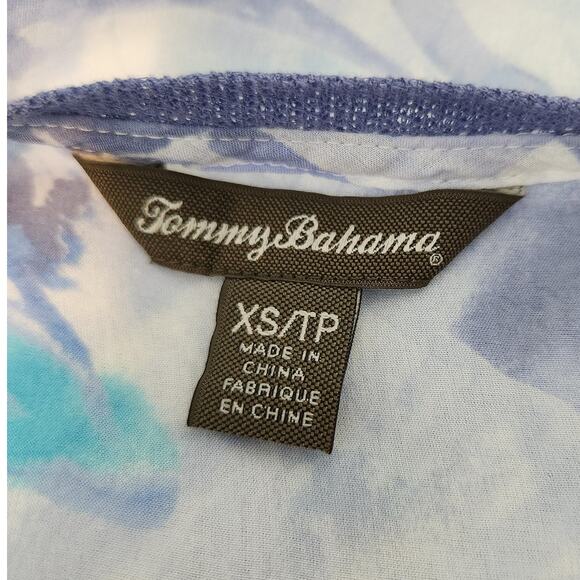 Tommy Bahama®
XS/TP
MADE IN
CHINA
FABRIQUE
EN CHINE